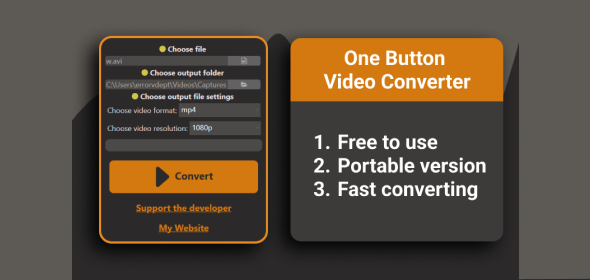 Choose file
w.avi
Choose output folder
C:\Users\errorvdept\Videos\Captures
Choose output file settings
Choose video format: mp4
Choose video resolution: 1080p
Convert
Support the developer
My Website
One Button
Video Converter
1. Free to use
2. Portable version
3. Fast converting